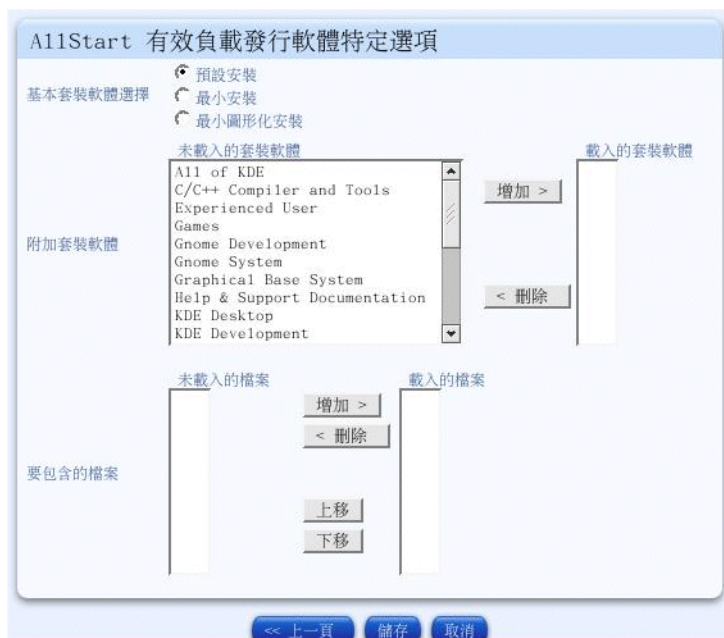 AllStart 有效負載發行軟體特定選項
基本套裝軟體選擇
預設安裝
最小安裝
最小圖形化安裝
附加套裝軟體
未載入的套裝軟體
All of KDE
C/C++ Compiler and Tools
Experienced User
Games
Gnome Development
Gnome System
Graphical Base System
Help & Support Documentation
KDE Desktop
KDE Development
增加 >
< 刪除
載入的套裝軟體
要包含的檔案
未載入的檔案
增加 >
< 刪除
上移
下移
載入的檔案
<< 上一頁
儲存
取消